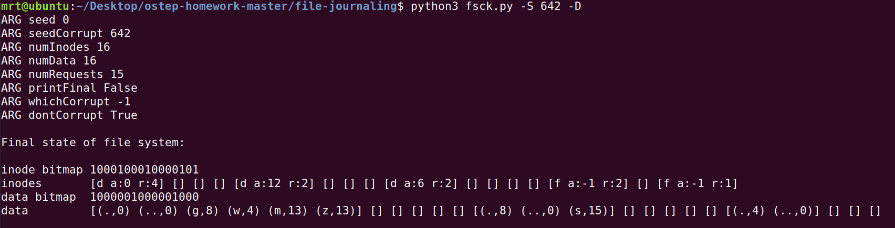 mrt@ubuntu:~/Desktop/ostep-homework-master/file-journaling$ python3 fsck.py -S 642 -D
ARG seed 0
ARG seedCorrupt 642
ARG numInodes 16
ARG numData 16
ARG numRequests 15
ARG printFinal False
ARG whichCorrupt -1
ARG dontCorrupt True

Final state of file system:

inode bitmap 1000100010000101
inodes       [d a:0 r:4] [] [] [] [d a:12 r:2] [] [] [] [d a:6 r:2] [] [] [] [] [f a:-1 r:2] [] [f a:-1 r:1]
data bitmap  1000001000001000
data         [(.,0) (..,0) (g,8) (w,4) (m,13) (z,13)] [] [] [] [] [] [(.,8) (..,0) (s,15)] [] [] [] [] [] [(.,4) (..,0)] [] [] []